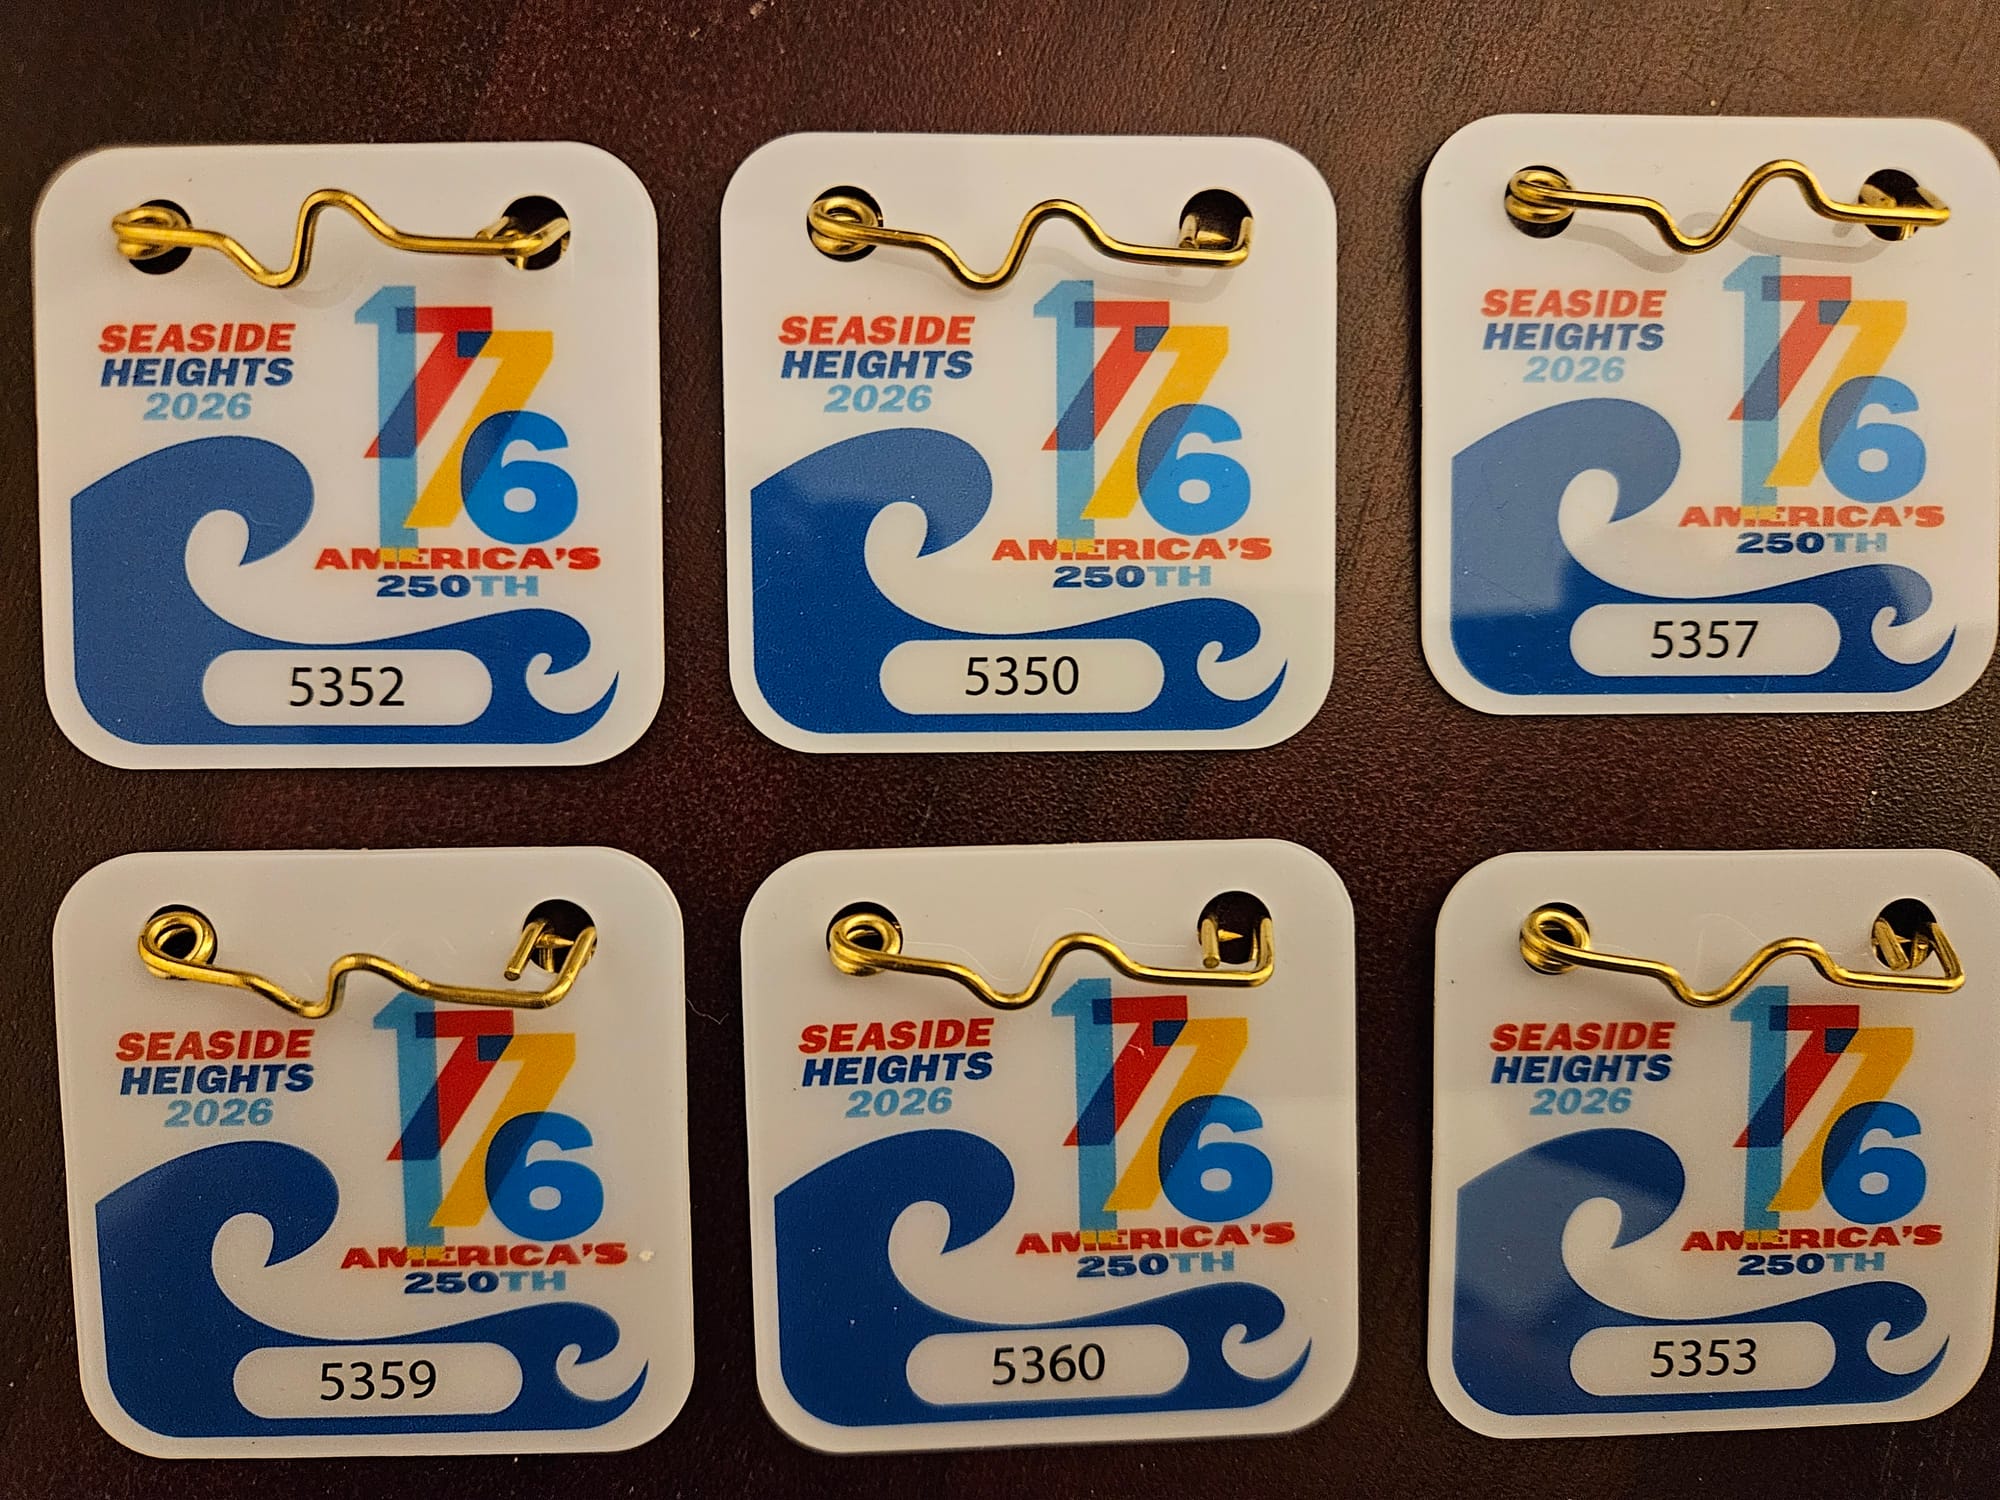 SEASIDE
HEIGHTS
2026
1776
AMERICA'S
250TH
5352
SEASIDE
HEIGHTS
2026
1776
AMERICA'S
250TH
5350
SEASIDE
HEIGHTS
2026
1776
AMERICA'S
250TH
5357
SEASIDE
HEIGHTS
2026
1776
AMERICA'S
250TH
5359
SEASIDE
HEIGHTS
2026
1776
AMERICA'S
250TH
5360
SEASIDE
HEIGHTS
2026
1776
AMERICA'S
250TH
5353